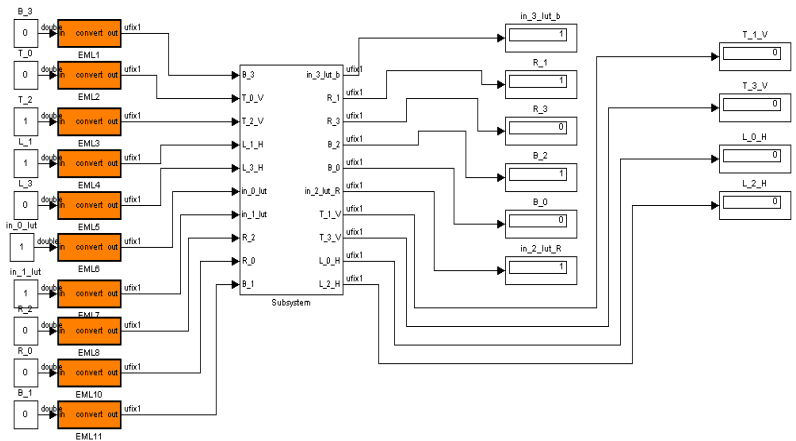 B_3
0
double
in convert out
ufix1
EML1
T_0
0
double
in convert out
ufix1
EML2
T_2
1
double
in convert out
ufix1
EML3
L_1
1
double
in convert out
ufix1
EML4
L_3
0
double
in convert out
ufix1
EML5
in_0_lut
1
double
in convert out
ufix1
EML6
in_1_lut
1
double
in convert out
ufix1
EML7
R_2
0
double
in convert out
ufix1
EML8
R_0
0
double
in convert out
ufix1
EML10
B_1
0
double
in convert out
ufix1
EML11
B_3
T_0_V
T_2_V
L_1_H
L_3_H
in_0_lut
in_1_lut
R_2
R_0
B_1
in_3_lut_b
R_1
R_3
B_2
B_0
in_2_lut_R
T_1_V
T_3_V
L_0_H
L_2_H
Subsystem
ufix1
ufix1
ufix1
ufix1
ufix1
ufix1
ufix1
ufix1
ufix1
ufix1
in_3_lut_b
1
R_1
1
R_3
0
B_2
1
B_0
0
in_2_lut_R
1
T_1_V
0
T_3_V
0
L_0_H
0
L_2_H
0